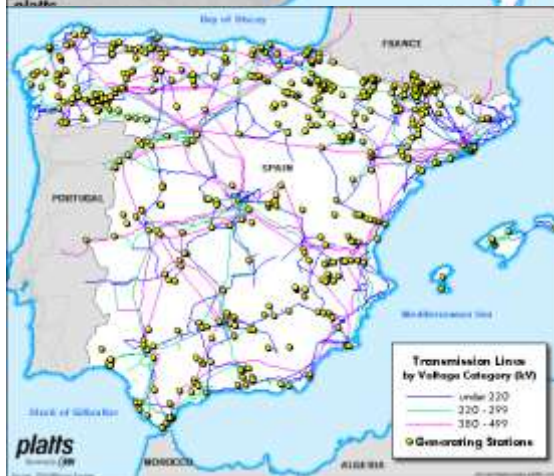 platts
Bay of Biscay
FRANCE
SPAIN
PORTUGAL
Mediterranean Sea
Transmission Lines
by Voltage Category (kV)
under 220
220 - 299
380 - 499
Generating Stations
Strait of Gibraltar
platts
MOROCCO
ALGERIA